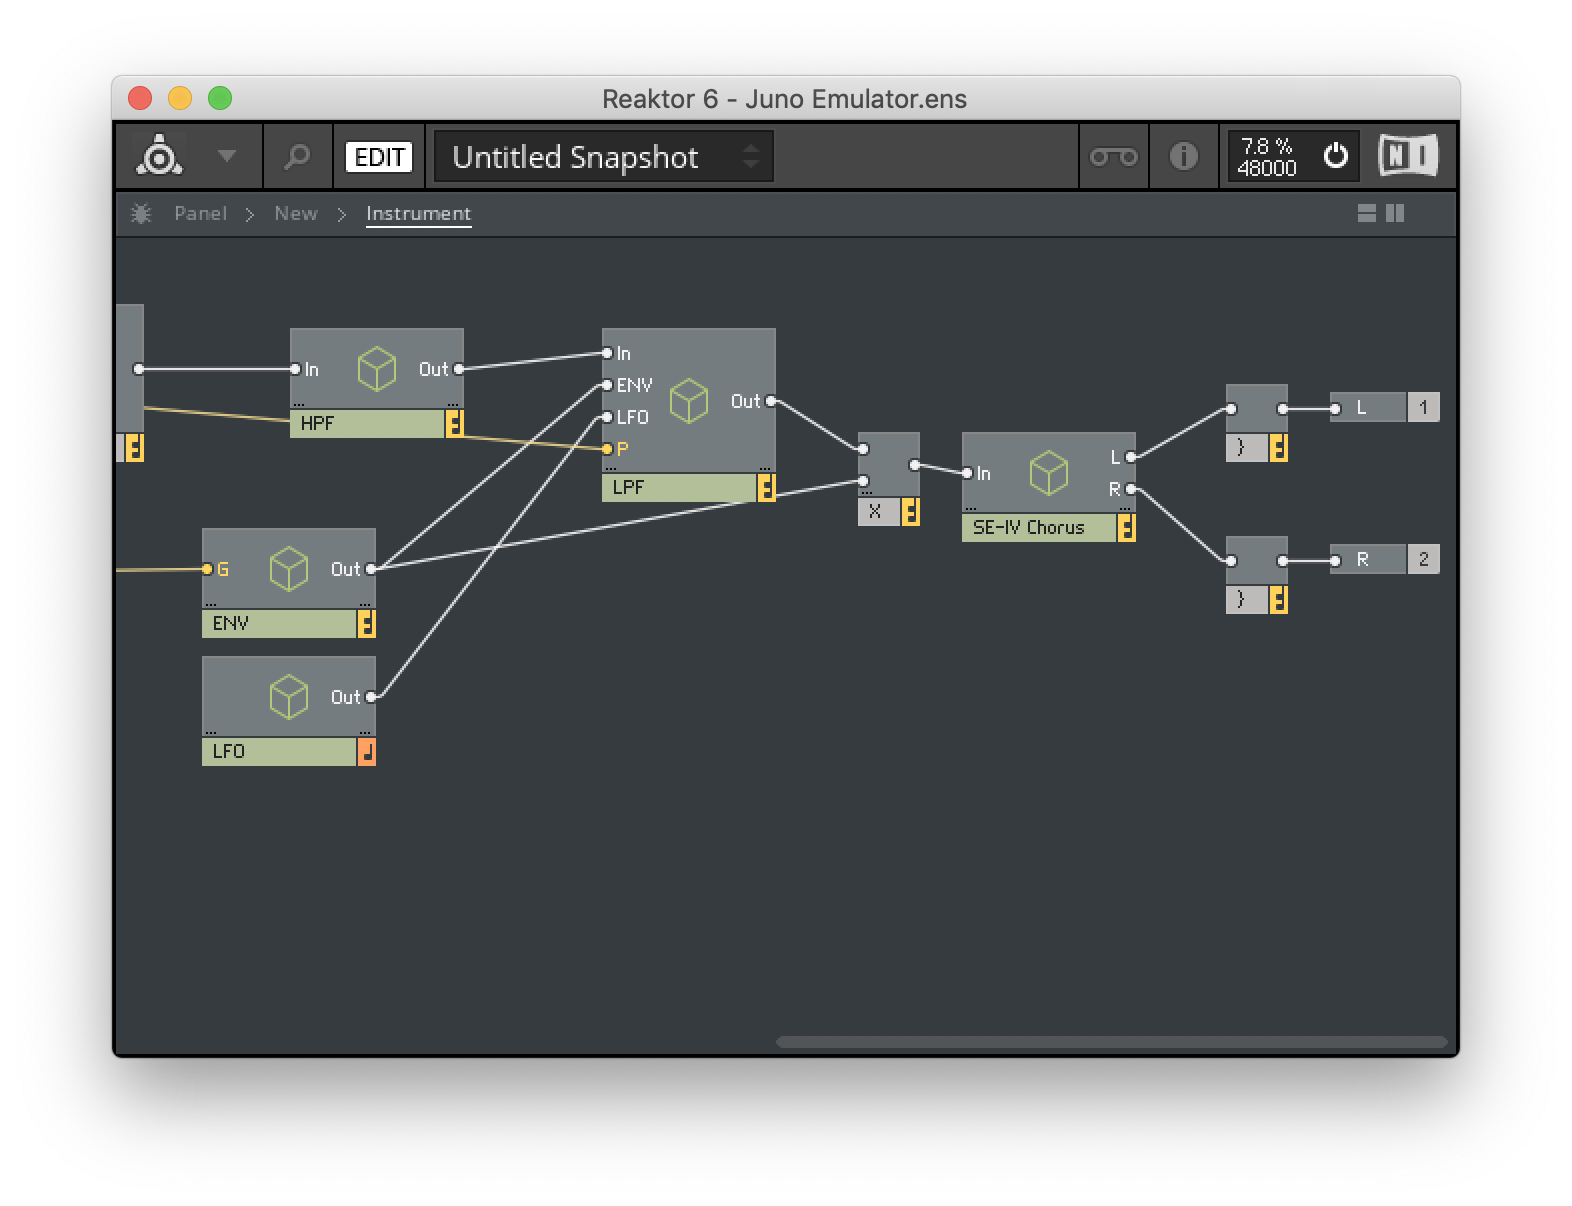 Reaktor 6 - Juno Emulator.ens
EDIT
Untitled Snapshot
7.8 %
48000
NI
Panel > New > Instrument
In Out
HPF
In
ENV
LFO
P
Out
LPF
X
In
L
R
SE-IV Chorus
}
L 1
}
R 2
G Out
ENV
Out
LFO